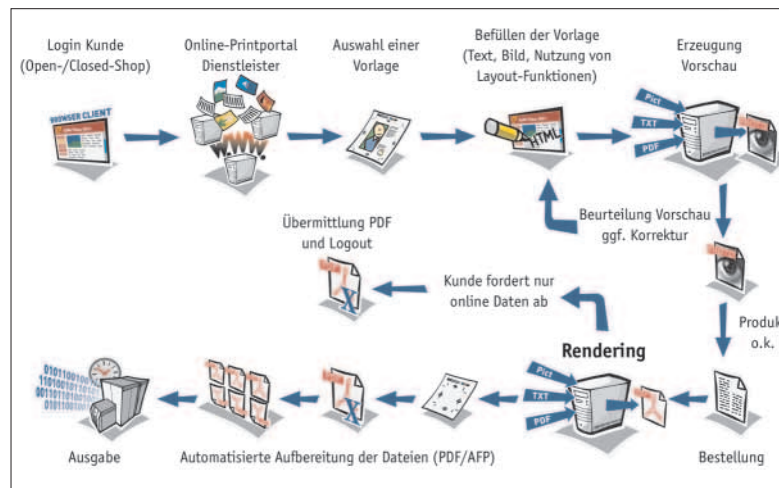 Login Kunde
(Open-/Closed-Shop)
Online-Printportal
Dienstleister
Auswahl einer
Vorlage
Befüllen der Vorlage
(Text, Bild, Nutzung von
Layout-Funktionen)
Erzeugung
Vorschau
BROWSER CLIENT
HTML
Pict
TXT
PDF
Beurteilung Vorschau
ggf. Korrektur
Übermittlung PDF
und Logout
X
Kunde fordert nur
online Daten ab
Produk
o.k.
Rendering
Pict
TXT
PDF
X
Ausgabe
Automatisierte Aufbereitung der Dateien (PDF/AFP)
Bestellung